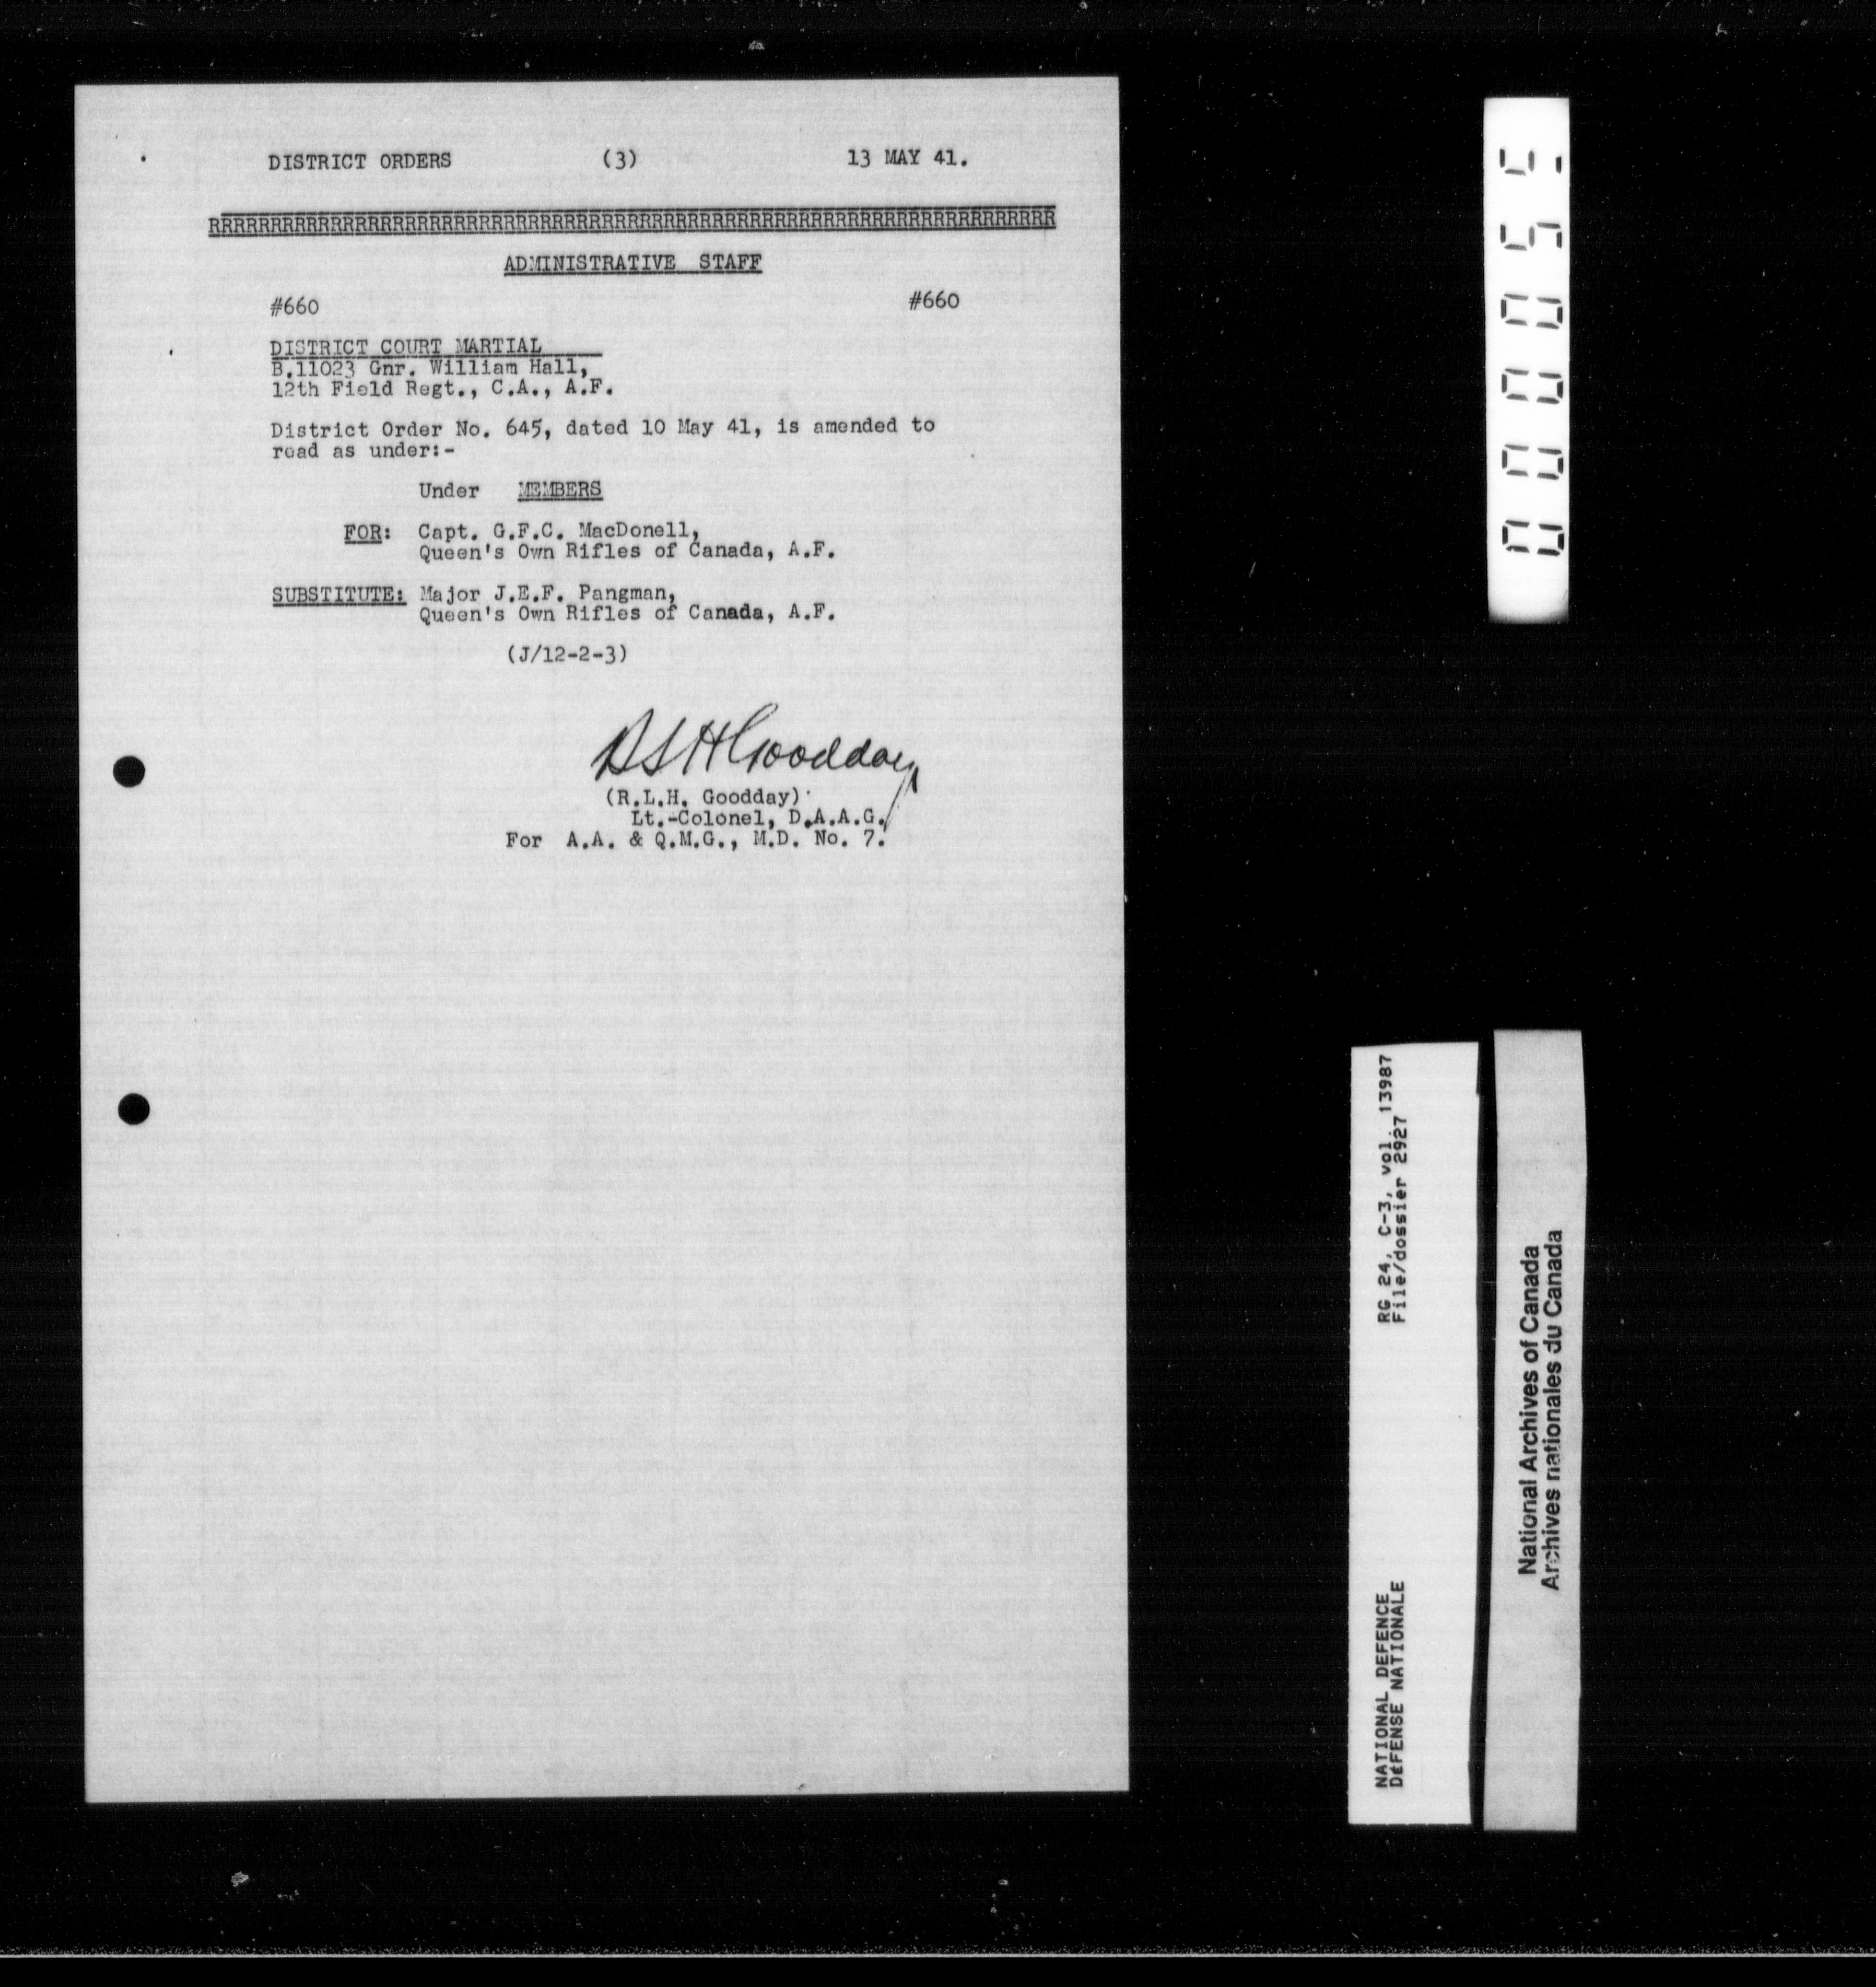 DISTRICT ORDERS (3) 13 MAY 41.
RRRRRRRRRRRRRRRRRRRRRRRRRRRRRRRRRRRRRRRRRRRRRRRRRRRRRRRRRRRRRRRRRRRRR
ADMINISTRATIVE STAFF
#660 #660
DISTRICT COURT MARTIAL
B.11023 Gnr. William Hall,
12th Field Regt., C.A., A.F.
District Order No. 645, dated 10 May 41, is amended to
read as under:-
Under MEMBERS
FOR: Capt. G.F.C. MacDonell,
Queen's Own Rifles of Canada, A.F.
SUBSTITUTE: Major J.E.F. Pangman,
Queen's Own Rifles of Canada, A.F.
(J/12-2-3)
RLHGoodday
(R.L.H. Goodday)
Lt.-Colonel, D.A.A.G.
For A.A. & Q.M.G., M.D. No. 7.
RG 24, C-3, vol. 13987
File/dossier 2927
NATIONAL DEFENCE
DÉFENSE NATIONALE
National Archives of Canada
Archives nationales du Canada